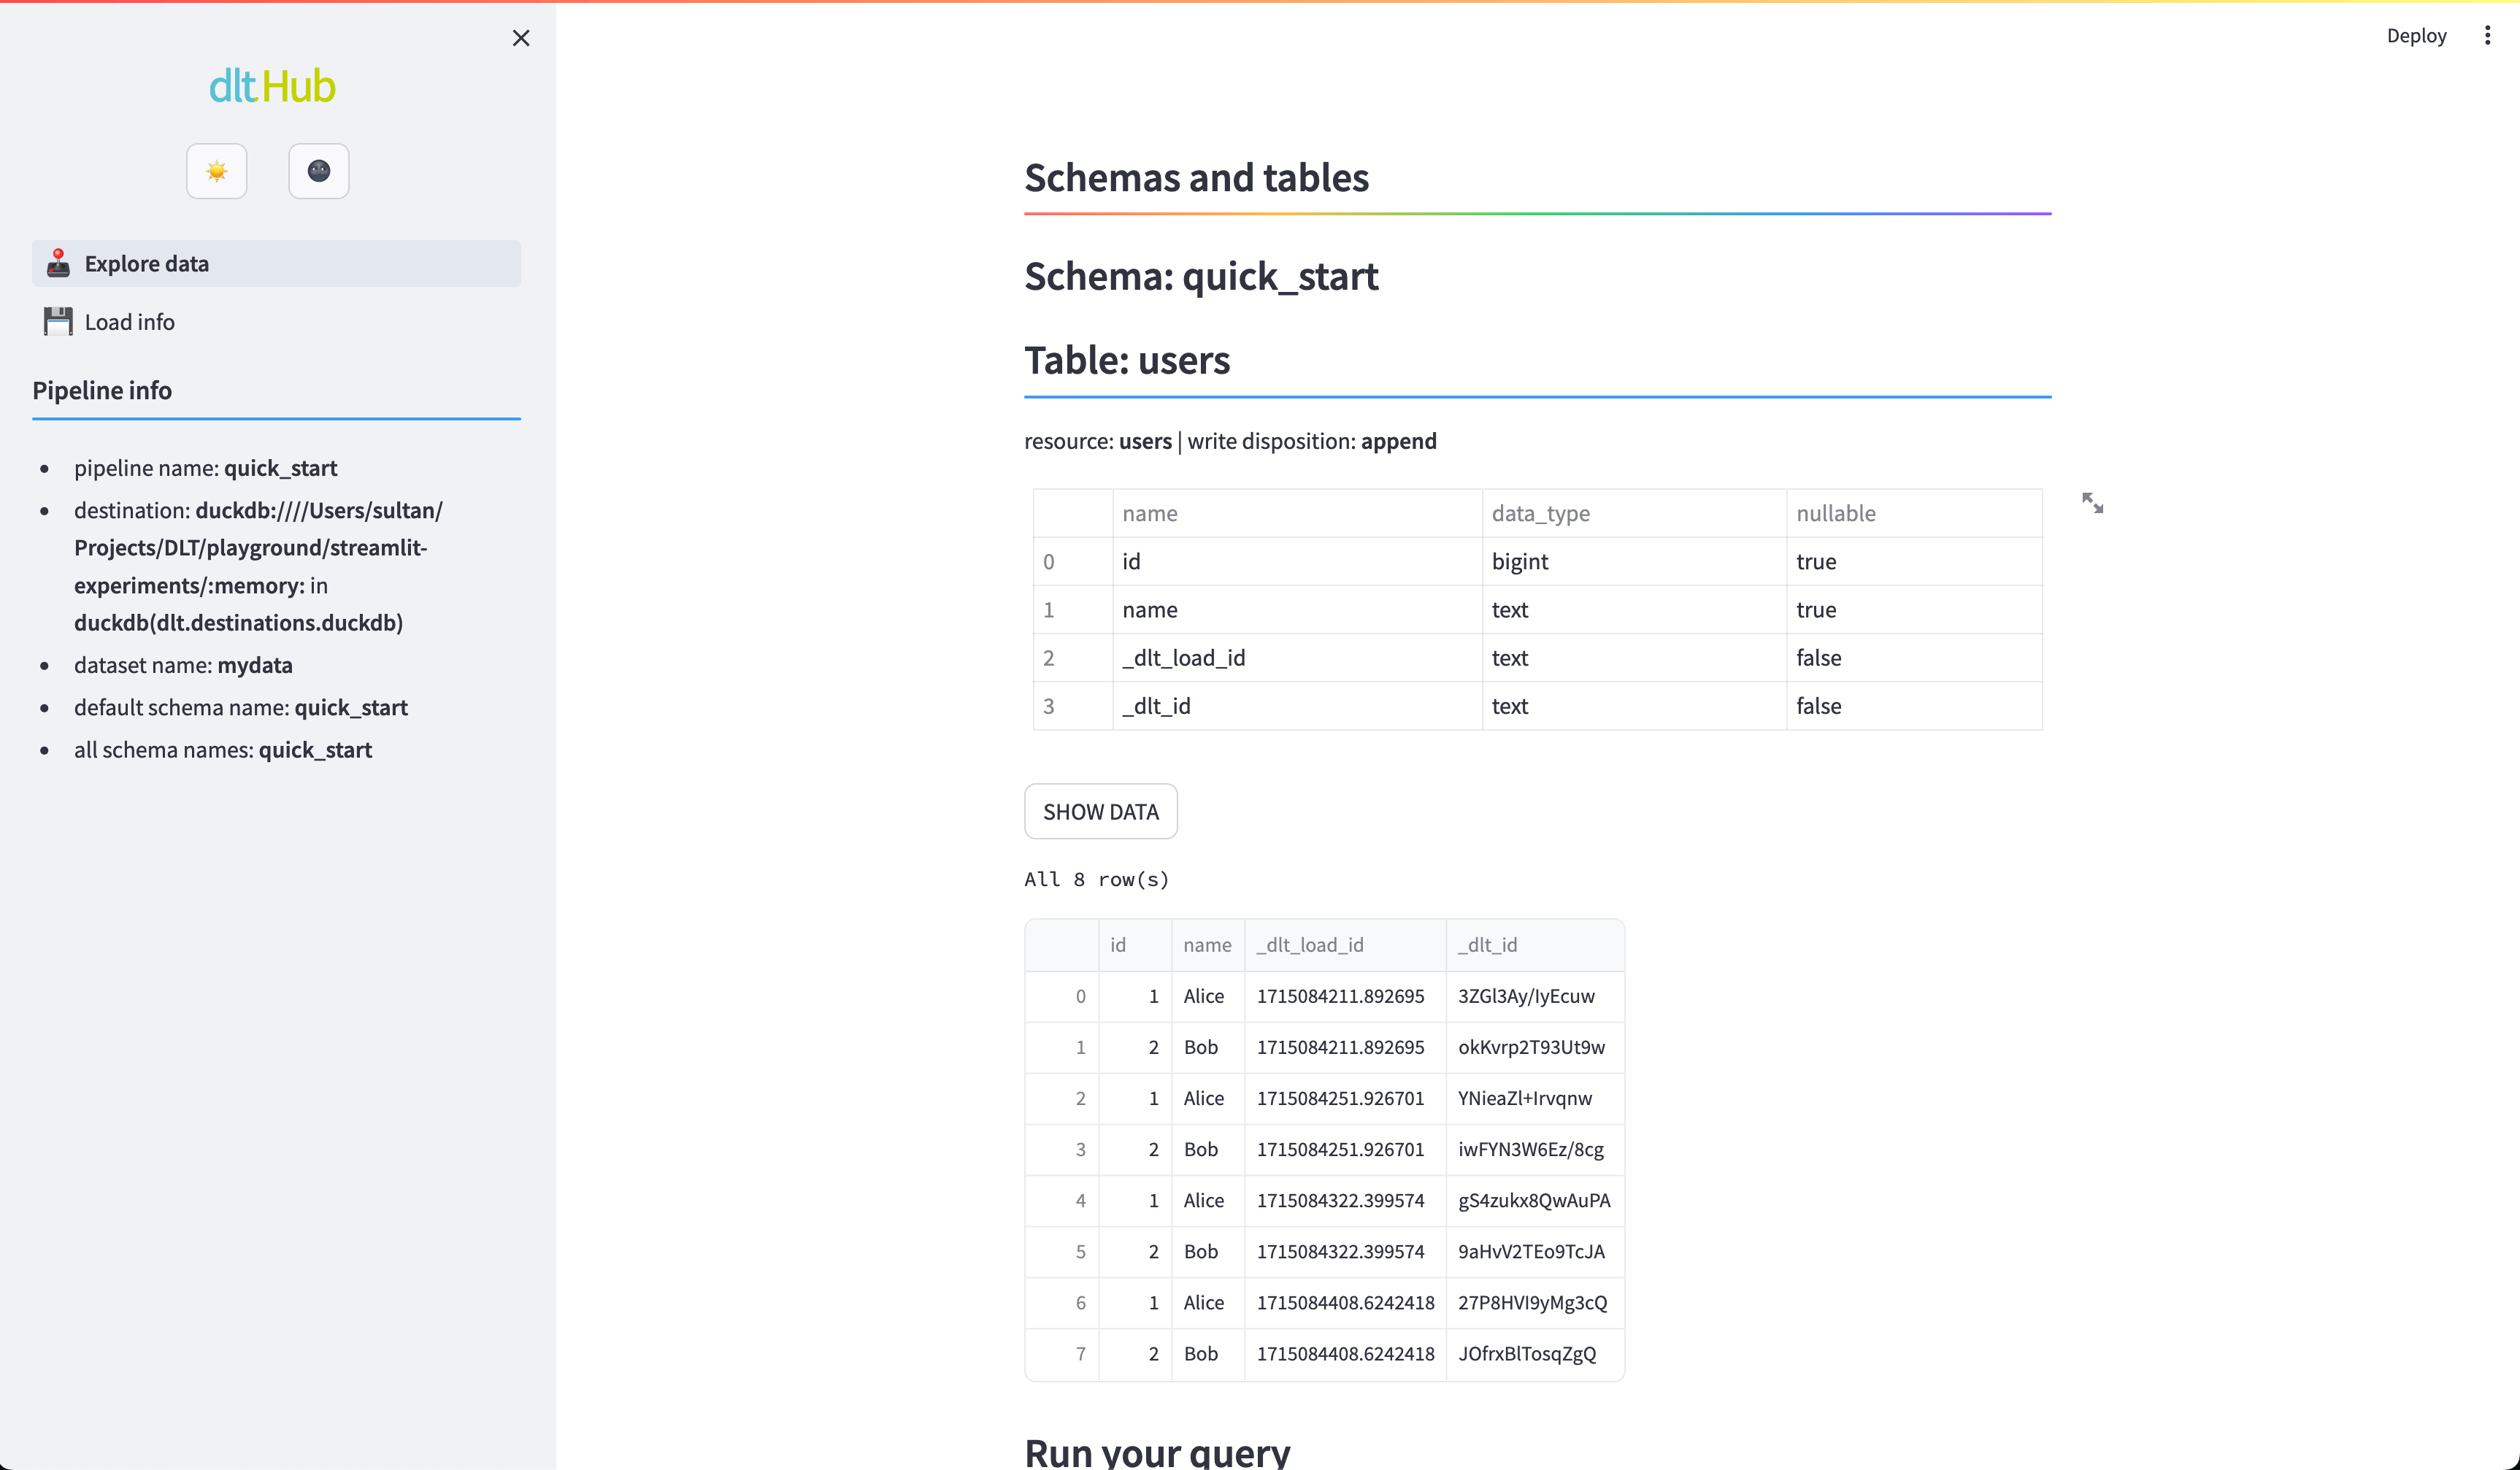 dltHub
Explore data
Load info
Pipeline info
pipeline name: quick_start
destination: duckdb:////Users/sultan/
Projects/DLT/playground/streamlit-
experiments/:memory: in
duckdb(dlt.destinations.duckdb)
dataset name: mydata
default schema name: quick_start
all schema names: quick_start
Deploy
Schemas and tables
Schema: quick_start
Table: users
resource: users | write disposition: append
name data_type nullable
0 id bigint true
1 name text true
2 _dlt_load_id text false
3 _dlt_id text false
SHOW DATA
All 8 row(s)
id name _dlt_load_id _dlt_id
0 1 Alice 1715084211.892695 3ZGl3Ay/IyEcuw
1 2 Bob 1715084211.892695 okKvrp2T93Ut9w
2 1 Alice 1715084251.926701 YNieaZl+Irvqnw
3 2 Bob 1715084251.926701 iwFYN3W6Ez/8cg
4 1 Alice 1715084322.399574 gS4zukx8QwAuPA
5 2 Bob 1715084322.399574 9aHvV2TEo9TcJA
6 1 Alice 1715084408.6242418 27P8HVI9yMg3cQ
7 2 Bob 1715084408.6242418 JOfrxBlTosqZgQ
Run your query